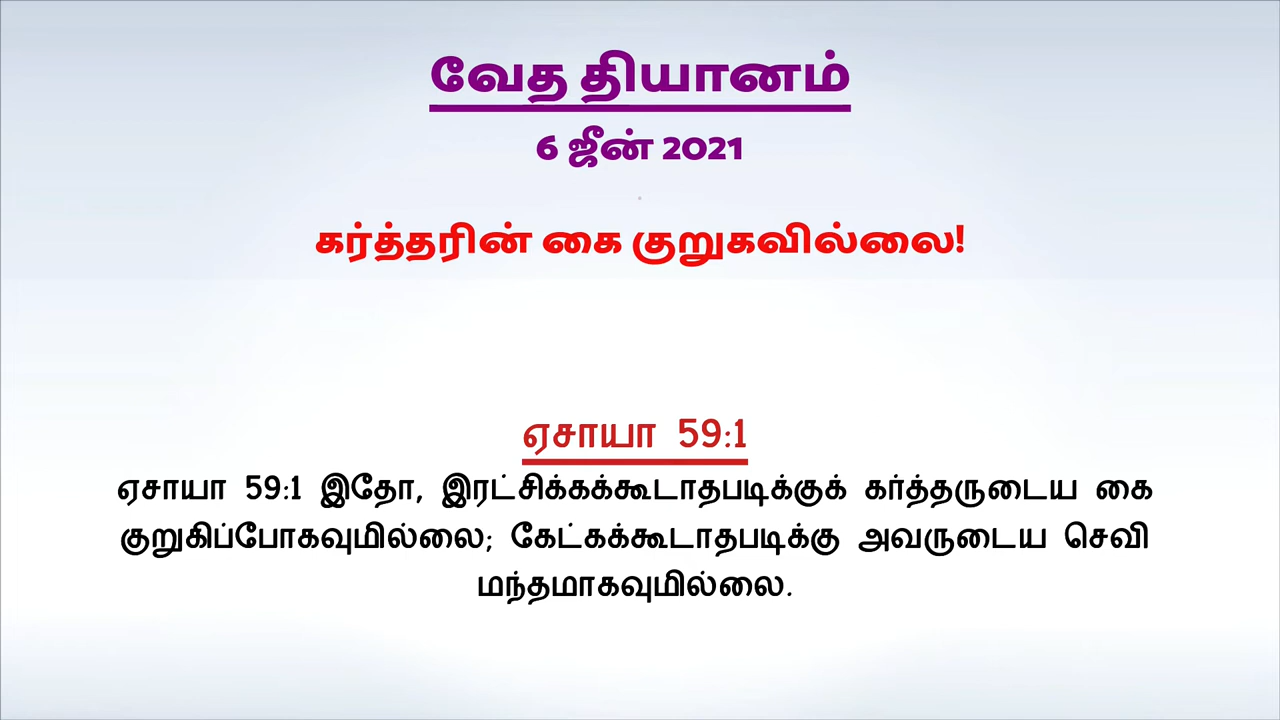 வேத தியானம்
6 ஜீன் 2021
கர்த்தரின் கை குறுகவில்லை!
ஏசாயா 59:1
ஏசாயா 59:1 இதோ, இரட்சிக்கக்கூடாதபடிக்குக் கர்த்தருடைய கை
குறுகிப்போகவுமில்லை; கேட்கக்கூடாதபடிக்கு அவருடைய செவி
மந்தமாகவுமில்லை.